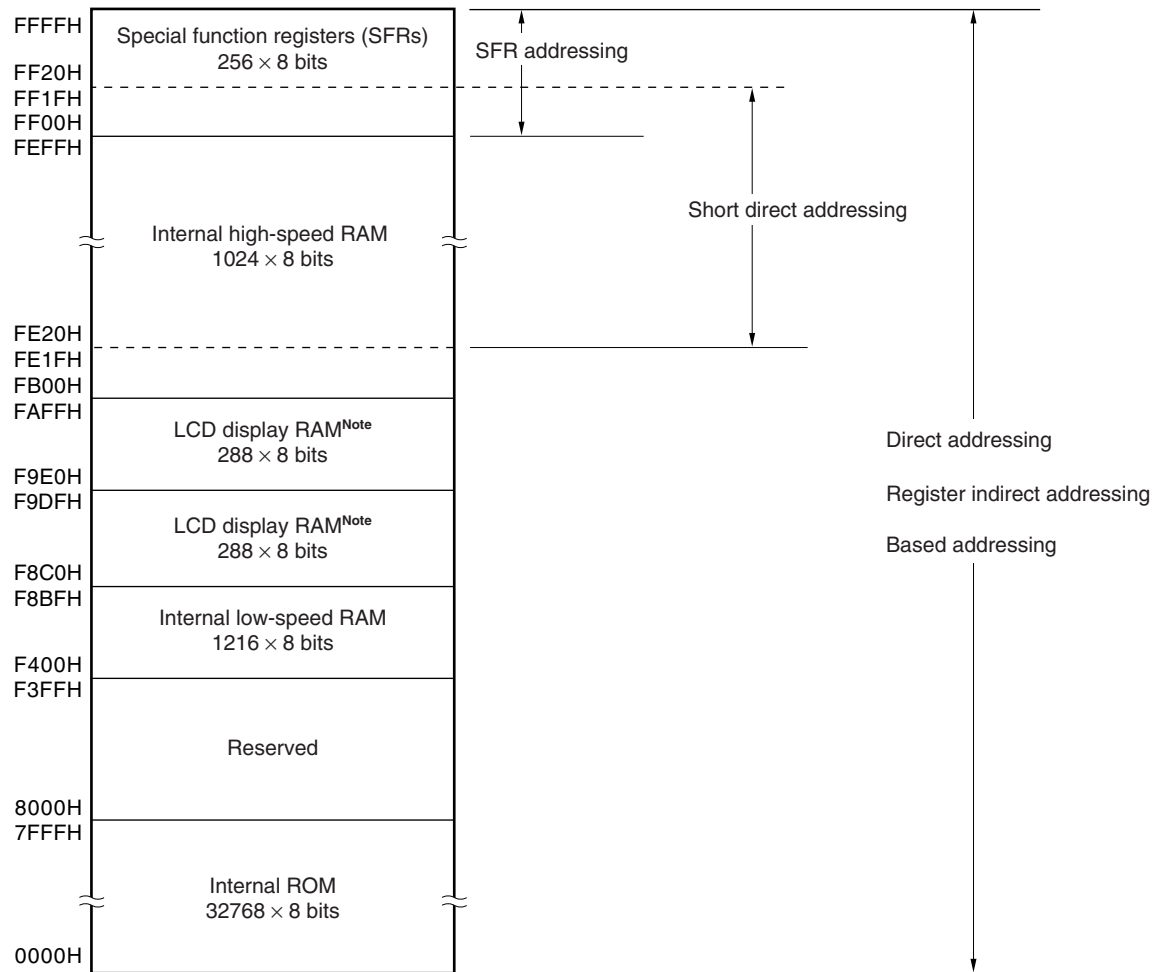 FFFFH
Special function registers (SFRs)
256 × 8 bits
SFR addressing
FF20H
FF1FH
FF00H
FEFFH
Short direct addressing
Internal high-speed RAM
1024 × 8 bits
FE20H
FE1FH
FB00H
FAFFH
LCD display RAMNote
288 × 8 bits
Direct addressing
F9E0H
F9DFH
Register indirect addressing
LCD display RAMNote
288 × 8 bits
Based addressing
F8C0H
F8BFH
Internal low-speed RAM
1216 × 8 bits
F400H
F3FFH
Reserved
8000H
7FFFH
Internal ROM
32768 × 8 bits
0000H